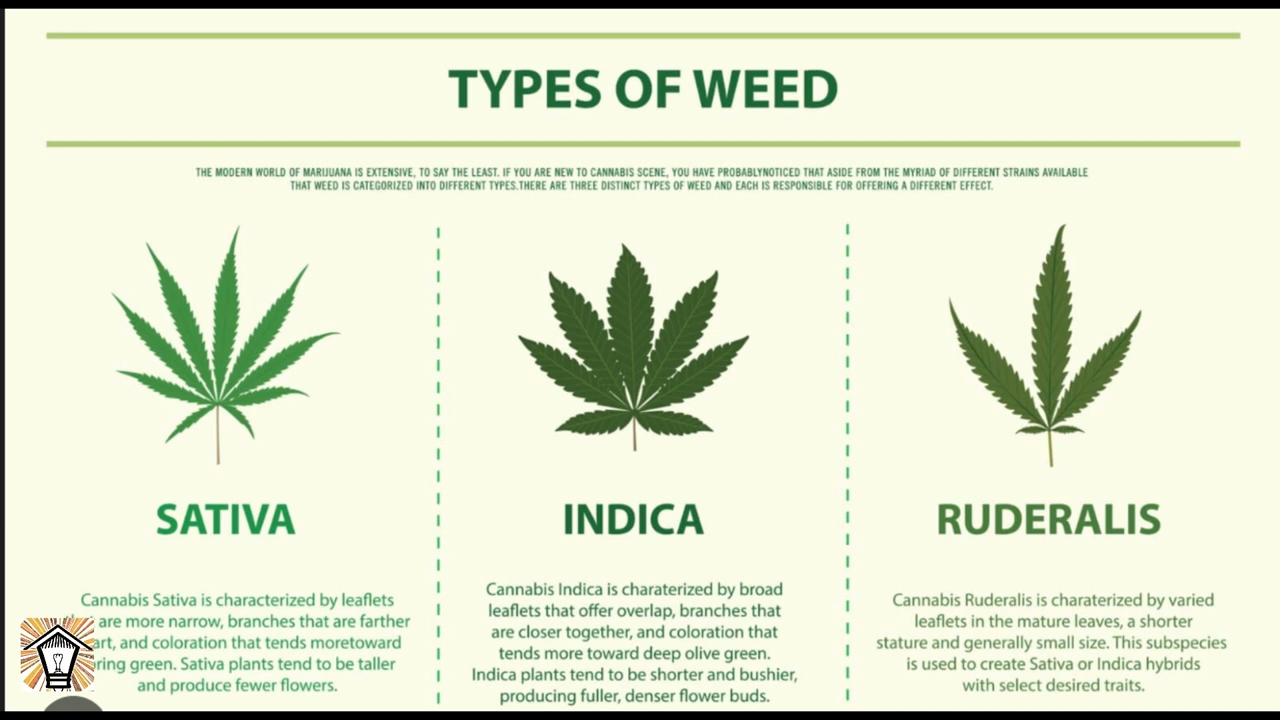 TYPES OF WEED
THE MODERN WORLD OF MARIJUANA IS EXTENSIVE, TO SAY THE LEAST. IF YOU ARE NEW TO CANNABIS SCENE, YOU HAVE PROBABLYNOTICED THAT ASIDE FROM THE MYRIAD OF DIFFERENT STRAINS AVAILABLE
THAT WEED IS CATEGORIZED INTO DIFFERENT TYPES.THERE ARE THREE DISTINCT TYPES OF WEED AND EACH IS RESPONSIBLE FOR OFFERING A DIFFERENT EFFECT.
SATIVA
Cannabis Sativa is characterized by leaflets
are more narrow, branches that are farther
and coloration that tends moretoward
green. Sativa plants tend to be taller
and produce fewer flowers.
INDICA
Cannabis Indica is charaterized by broad
leaflets that offer overlap, branches that
are closer together, and coloration that
tends more toward deep olive green.
Indica plants tend to be shorter and bushier,
producing fuller, denser flower buds.
RUDERALIS
Cannabis Ruderalis is charaterized by varied
leaflets in the mature leaves, a shorter
stature and generally small size. This subspecies
is used to create Sativa or Indica hybrids
with select desired traits.